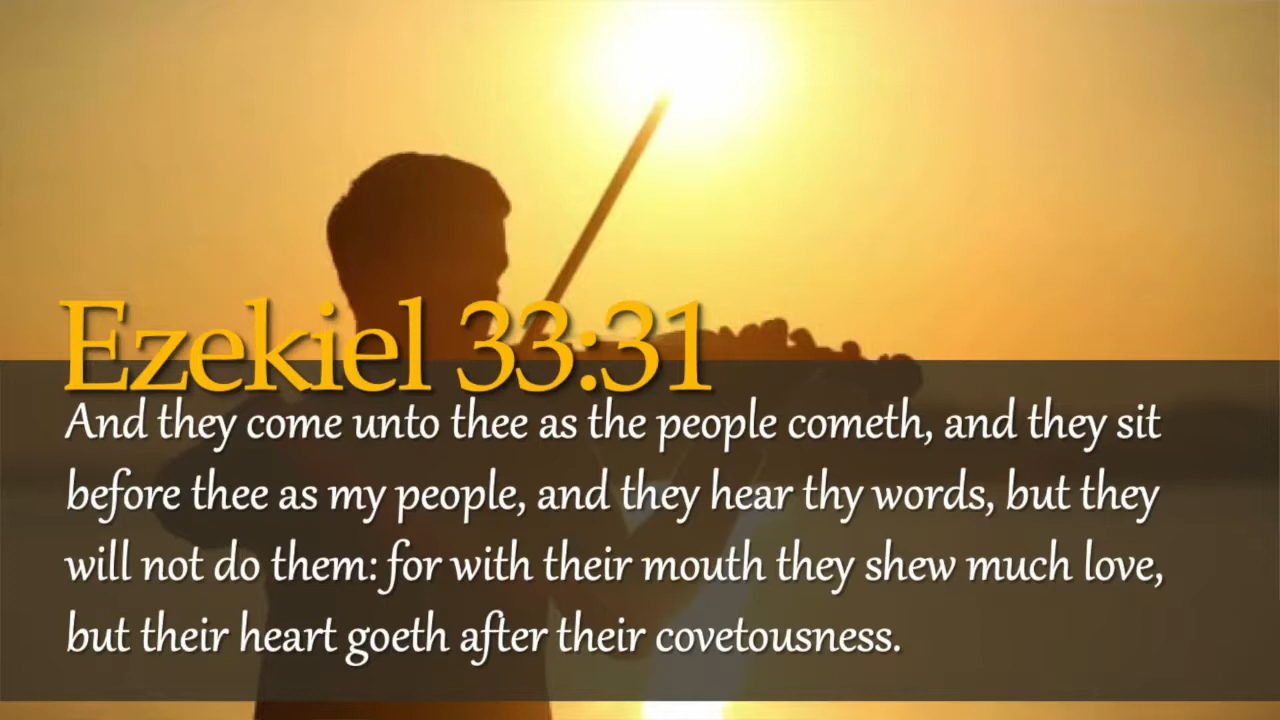 Ezekiel 33:31
And they come unto thee as the people cometh, and they sit
before thee as my people, and they hear thy words, but they
will not do them: for with their mouth they shew much love,
but their heart goeth after their covetousness.